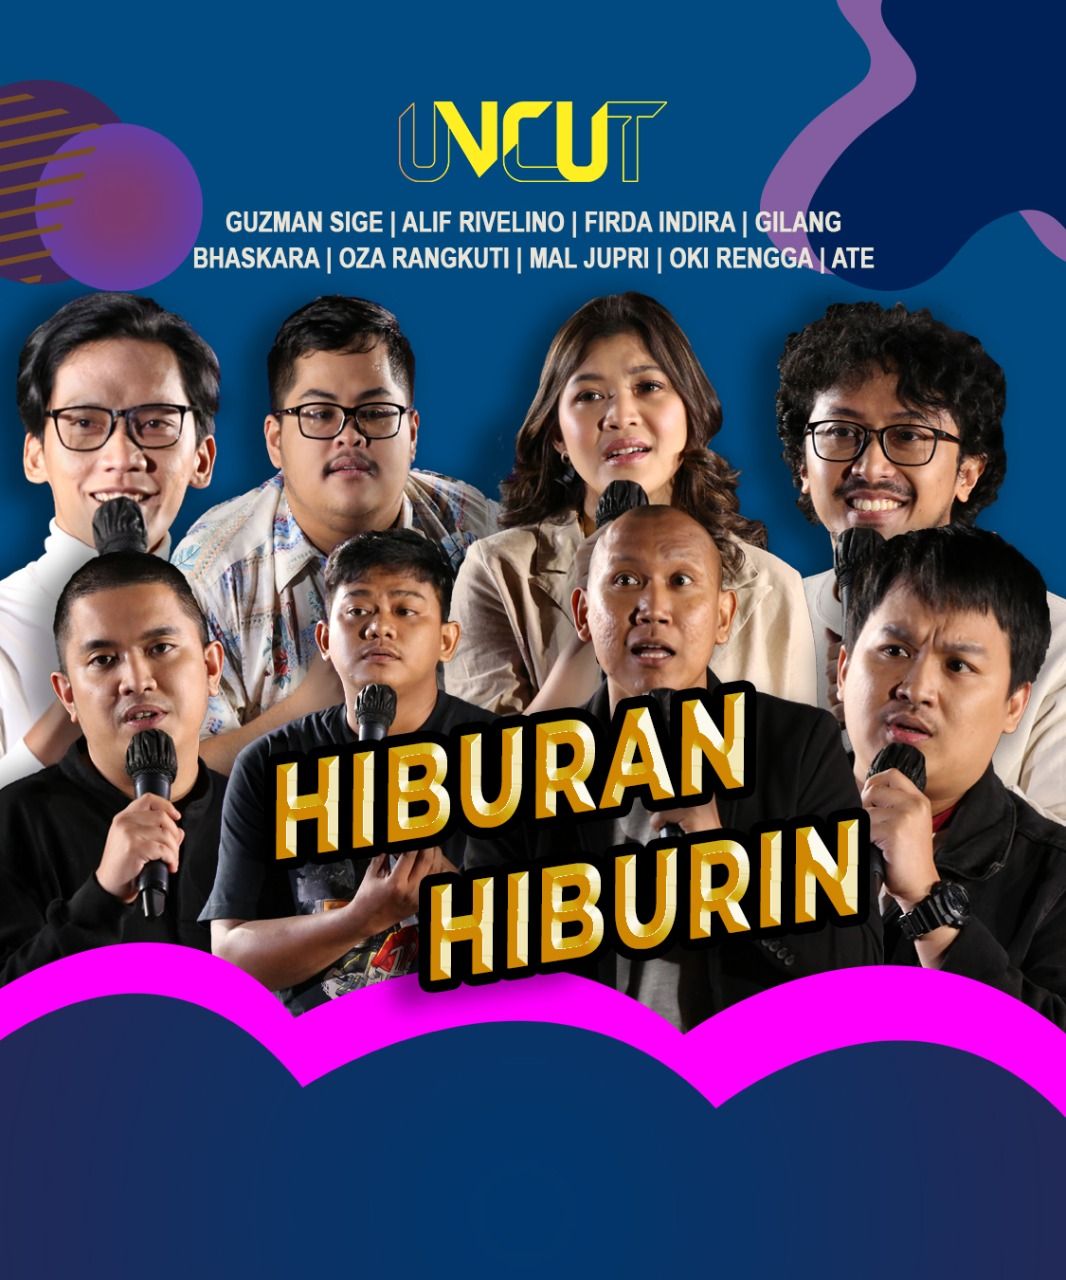 UNCUT
GUZMAN SIGE | ALIF RIVELINO | FIRDA INDIRA | GILANG
BHASKARA | OZA RANGKUTI | MAL JUPRI | OKI RENGGA | ATE
HIBURAN
HIBURIN